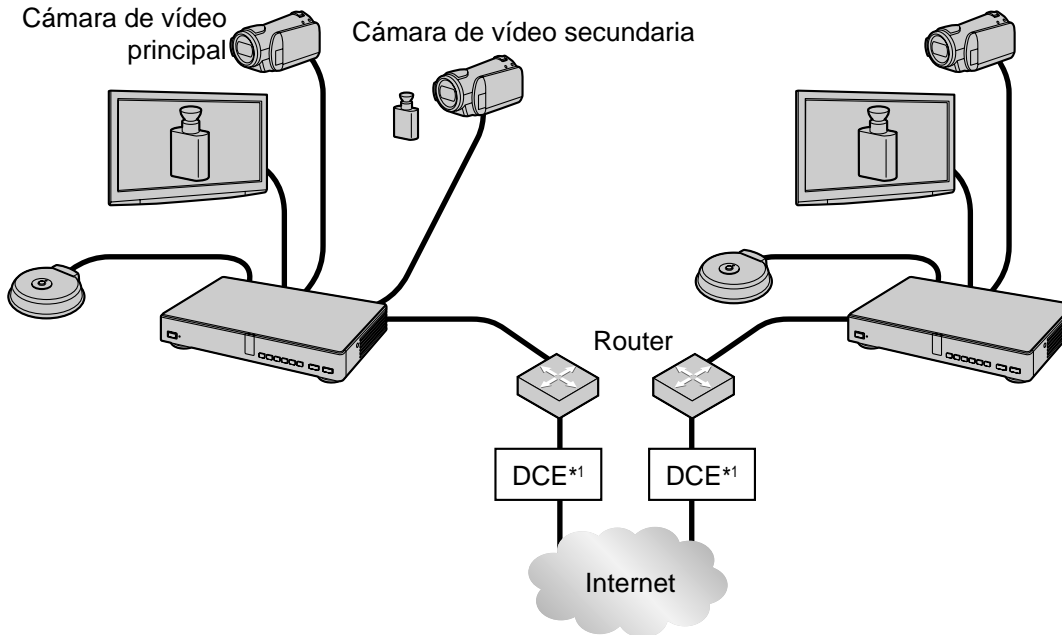 Cámara de vídeo
principal
Cámara de vídeo secundaria
Router
DCE*1
DCE*1
Internet